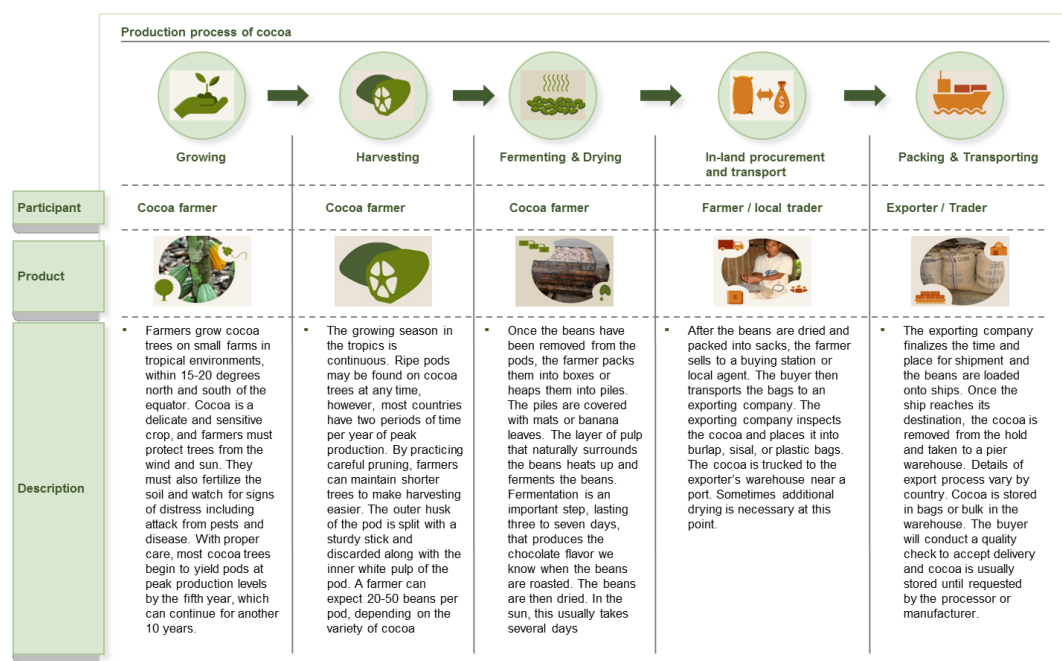 Production process of cocoa
Growing
Harvesting
Fermenting & Drying
In-land procurement
and transport
Packing & Transporting
Participant
Cocoa farmer
Cocoa farmer
Cocoa farmer
Farmer / local trader
Exporter / Trader
Product
Description
▪ Farmers grow cocoa
trees on small farms in
tropical environments,
within 15-20 degrees
north and south of the
equator. Cocoa is a
delicate and sensitive
crop, and farmers must
protect trees from the
wind and sun. They
must also fertilize the
soil and watch for signs
of distress including
attack from pests and
disease. With proper
care, most cocoa trees
begin to yield pods at
peak production levels
by the fifth year, which
can continue for another
10 years.
▪ The growing season in
the tropics is
continuous. Ripe pods
may be found on cocoa
trees at any time,
however, most countries
have two periods of time
per year of peak
production. By practicing
careful pruning, farmers
can maintain shorter
trees to make harvesting
easier. The outer husk
of the pod is split with a
sturdy stick and
discarded along with the
inner white pulp of the
pod. A farmer can
expect 20-50 beans per
pod, depending on the
variety of cocoa
▪ Once the beans have
been removed from the
pods, the farmer packs
them into boxes or
heaps them into piles.
The piles are covered
with mats or banana
leaves. The layer of pulp
that naturally surrounds
the beans heats up and
ferments the beans.
Fermentation is an
important step, lasting
three to seven days,
that produces the
chocolate flavor we
know when the beans
are roasted. The beans
are then dried. In the
sun, this usually takes
several days
▪ After the beans are dried and
packed into sacks, the farmer
sells to a buying station or
local agent. The buyer then
transports the bags to an
exporting company. The
exporting company inspects
the cocoa and places it into
burlap, sisal, or plastic bags.
The cocoa is trucked to the
exporter's warehouse near a
port. Sometimes additional
drying is necessary at this
point.
▪ The exporting company
finalizes the time and
place for shipment and
the beans are loaded
onto ships. Once the
ship reaches its
destination, the cocoa is
removed from the hold
and taken to a pier
warehouse. Details of
export process vary by
country. Cocoa is stored
in bags or bulk in the
warehouse. The buyer
will conduct a quality
check to accept delivery
and cocoa is usually
stored until requested
by the processor or
manufacturer.